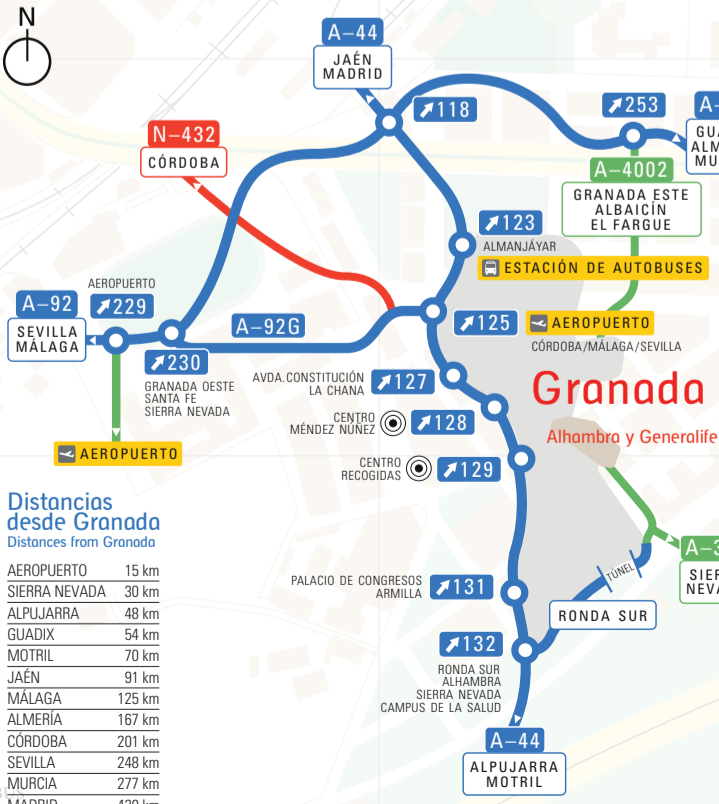 N
A–44
JAÉN
MADRID
118
253
N–432
CÓRDOBA
A–4002
GRANADA ESTE
ALBAICÍN
EL FARGUE
123
ALMANJÁYAR
ESTACIÓN DE AUTOBUSES
AEROPUERTO
229
A–92
SEVILLA
MÁLAGA
A–92G
230
GRANADA OESTE
SANTA FE
SIERRA NEVADA
125
AEROPUERTO
CÓRDOBA/MÁLAGA/SEVILLA
AVDA.CONSTITUCIÓN
LA CHANA
127
CENTRO
MÉNDEZ NÚÑEZ
128
Granada
Alhambra y Generalife
CENTRO
RECOGIDAS
129
AEROPUERTO
PALACIO DE CONGRESOS
ARMILLA
131
TÚNEL
RONDA SUR
132
RONDA SUR
ALHAMBRA
SIERRA NEVADA
CAMPUS DE LA SALUD
A–44
ALPUJARRA
MOTRIL
Distancias
desde Granada
Distances from Granada
AEROPUERTO 15 km
SIERRA NEVADA 30 km
ALPUJARRA 48 km
GUADIX 54 km
MOTRIL 70 km
JAÉN 91 km
MÁLAGA 125 km
ALMERÍA 167 km
CÓRDOBA 201 km
SEVILLA 248 km
MURCIA 277 km